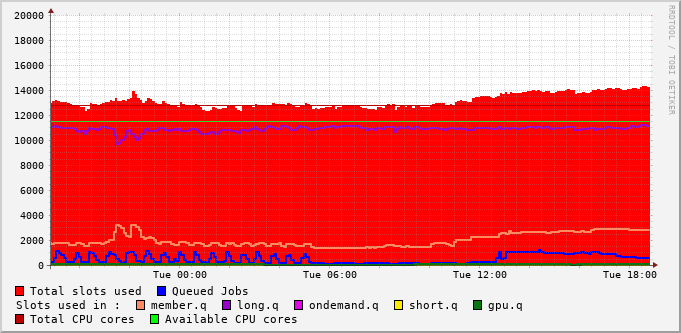 20000
18000
16000
14000
12000
10000
8000
6000
4000
2000
0
Tue 00:00 Tue 06:00 Tue 12:00 Tue 18:00
RRDTOOL / TOBI OETIKER
Total slots used Queued Jobs
Slots used in : member.q long.q ondemand.q short.q gpu.q
Total CPU cores Available CPU cores